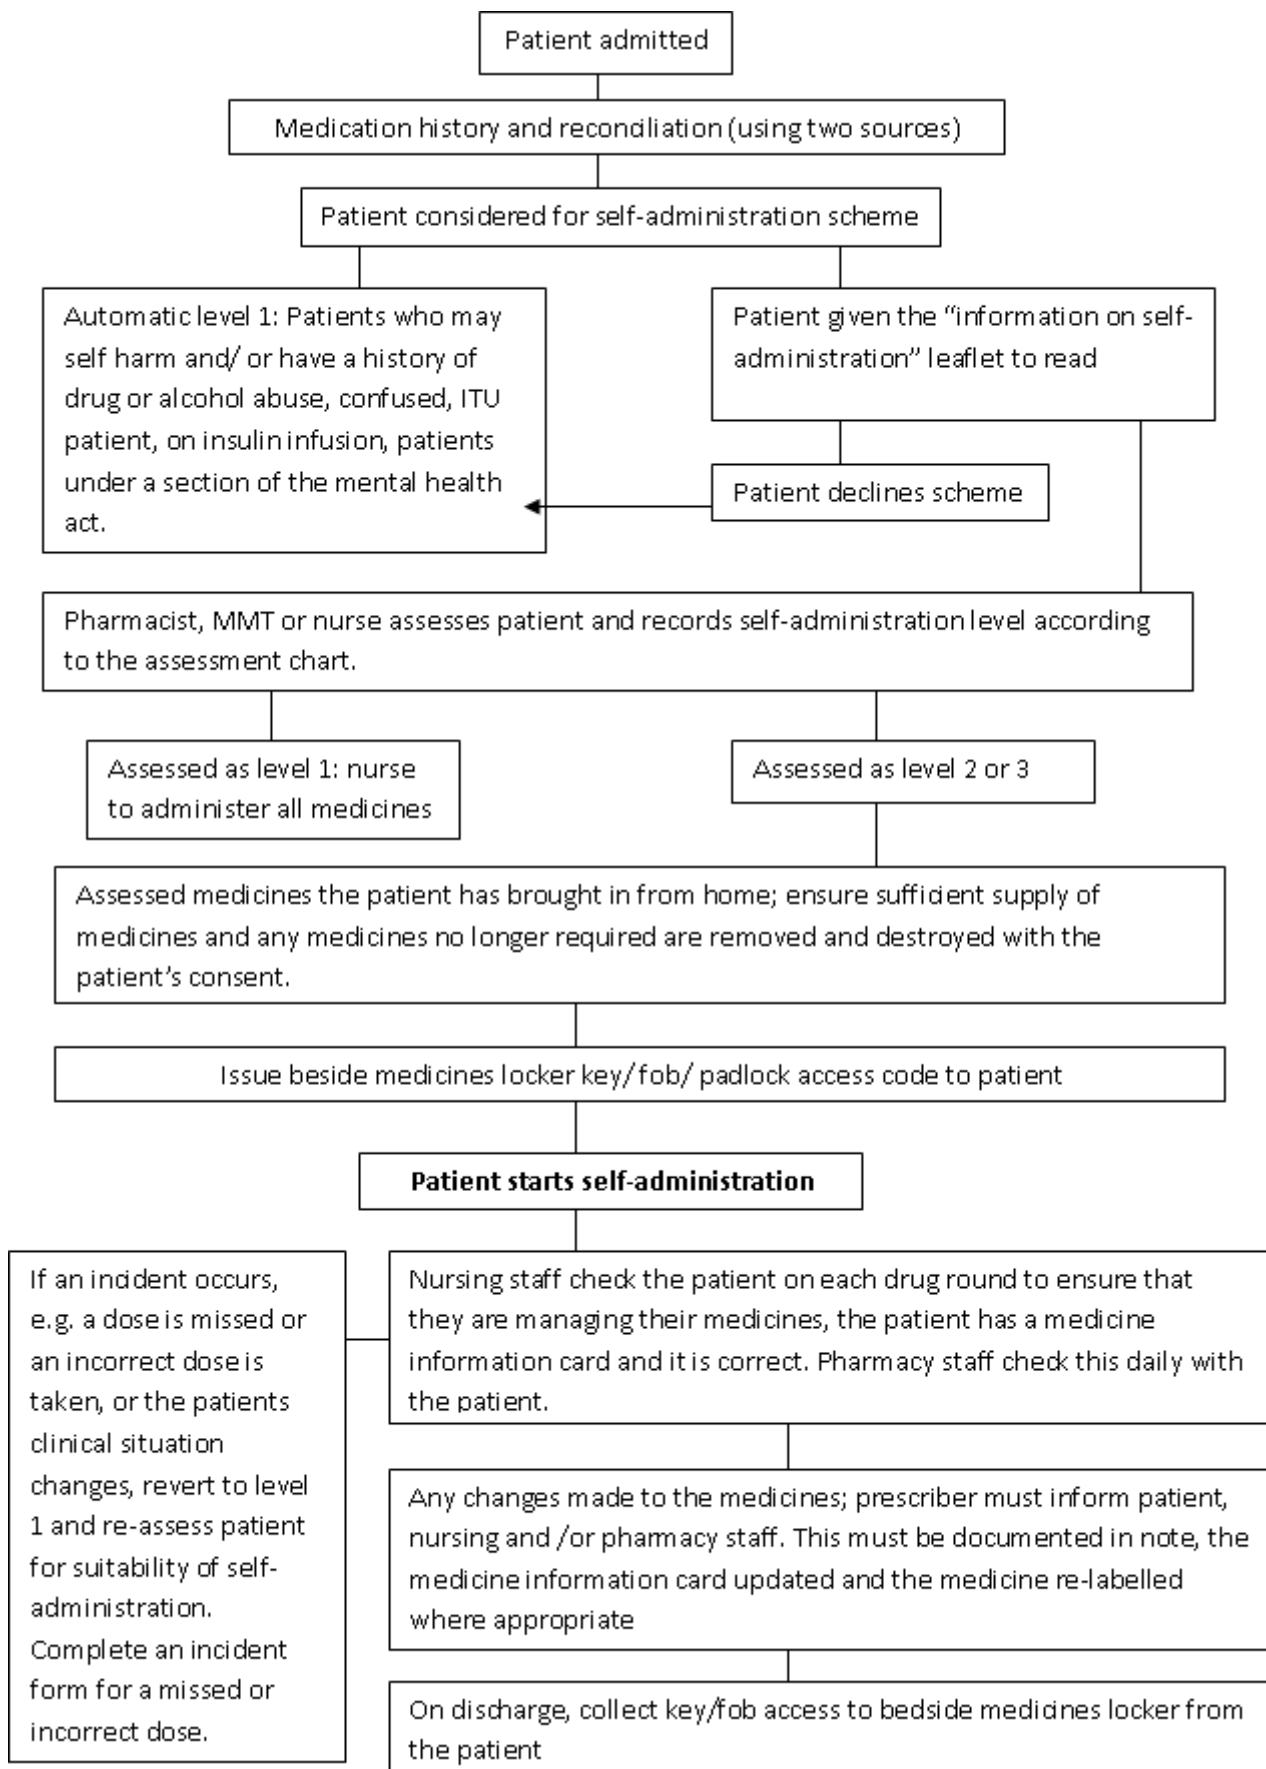 Patient admitted
Medication history and reconciliation (using two sources)
Patient considered for self-administration scheme
Automatic level 1: Patients who may
self harm and/ or have a history of
drug or alcohol abuse, confused, ITU
patient, on insulin infusion, patients
under a section of the mental health
act.
Patient given the “information on self-
administration” leaflet to read
Patient declines scheme
Pharmacist, MMT or nurse assesses patient and records self-administration level according
to the assessment chart.
Assessed as level 1: nurse
to administer all medicines
Assessed as level 2 or 3
Assessed medicines the patient has brought in from home; ensure sufficient supply of
medicines and any medicines no longer required are removed and destroyed with the
patient’s consent.
Issue beside medicines locker key/ fob/ padlock access code to patient
Patient starts self-administration
If an incident occurs,
e.g. a dose is missed or
an incorrect dose is
taken, or the patients
clinical situation
changes, revert to level
1 and re-assess patient
for suitability of self-
administration.
Complete an incident
form for a missed or
incorrect dose.
Nursing staff check the patient on each drug round to ensure that
they are managing their medicines, the patient has a medicine
information card and it is correct. Pharmacy staff check this daily with
the patient.
Any changes made to the medicines; prescriber must inform patient,
nursing and /or pharmacy staff. This must be documented in note, the
medicine information card updated and the medicine re-labelled
where appropriate
On discharge, collect key/fob access to bedside medicines locker from
the patient